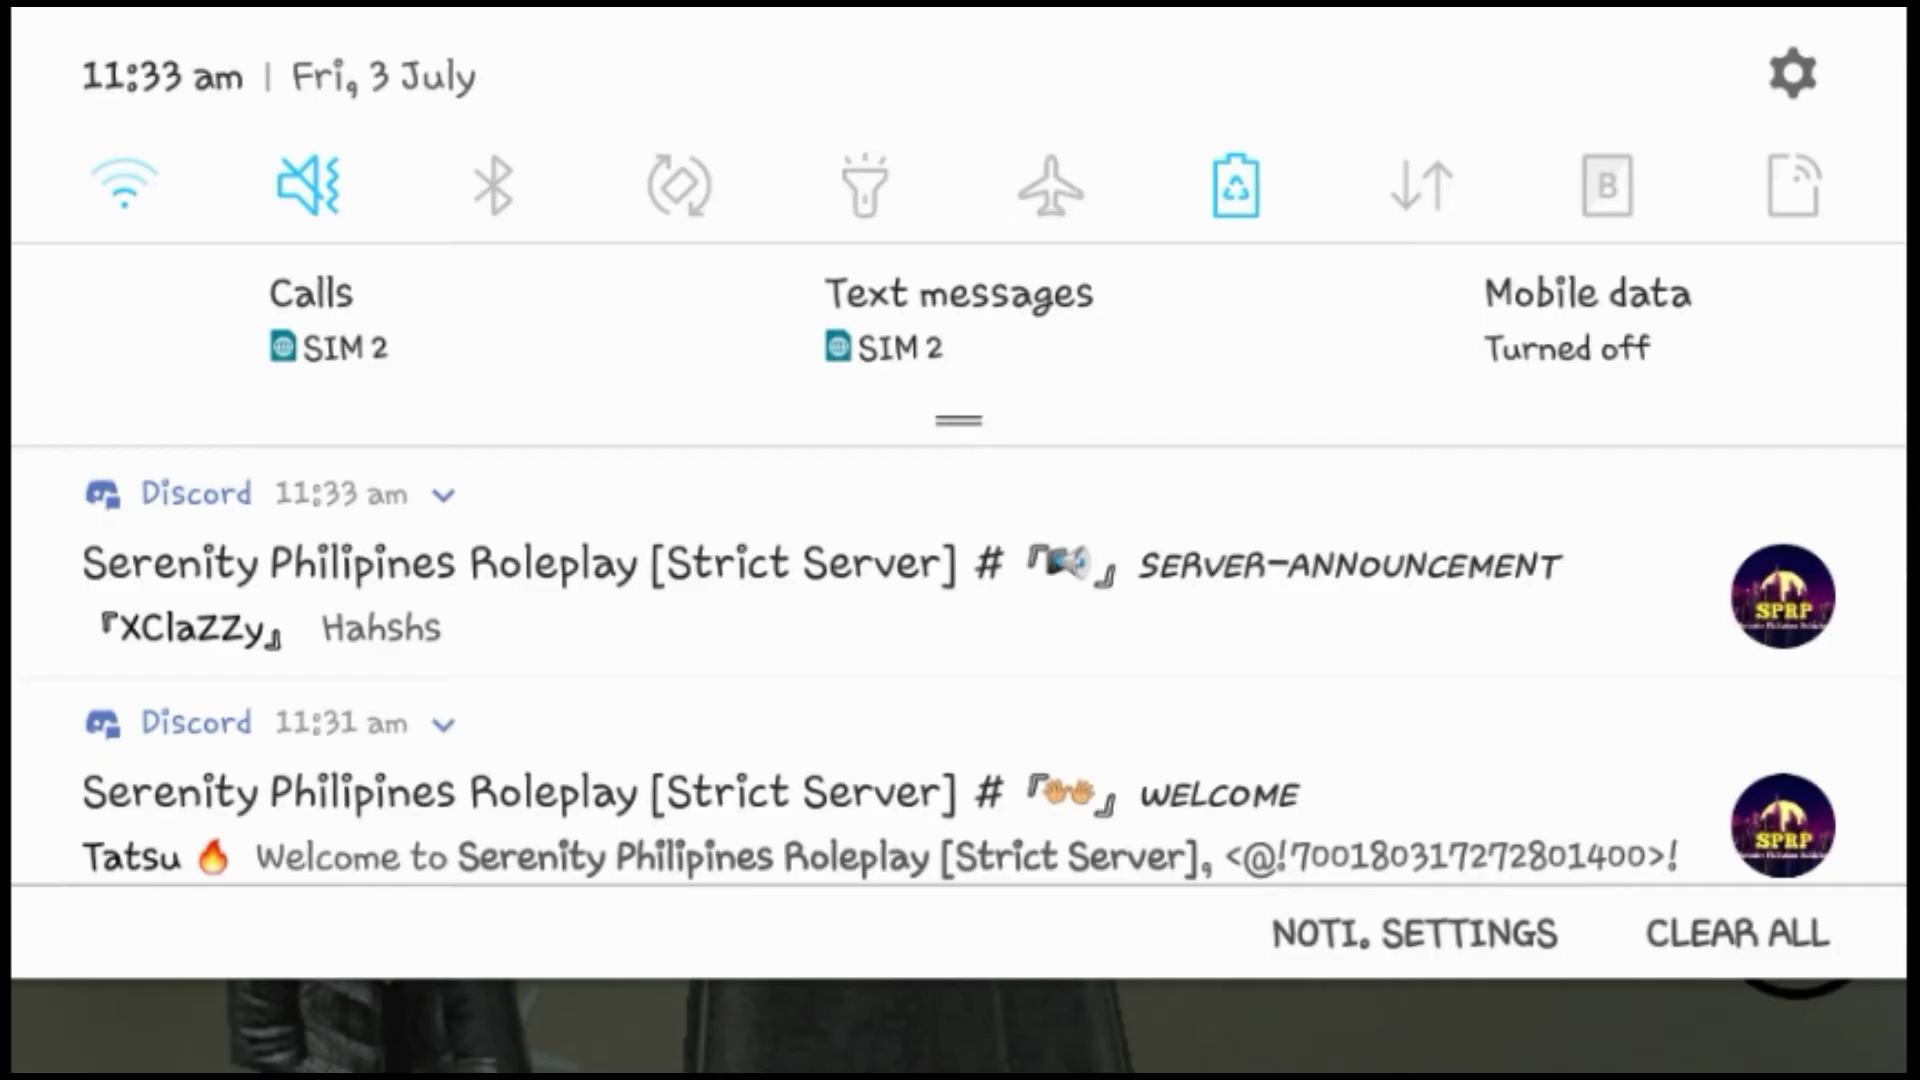 11:33 am | Fri, 3 July
B
Calls
Text messages
Mobile data
SIM 2
SIM 2
Turned off
Discord 11:33 am
Serenity Philipines Roleplay [Strict Server] # 『📢』 SERVER-ANNOUNCEMENT
『XClaZZy』 Hahshs
SPRP
Discord 11:31 am
Serenity Philipines Roleplay [Strict Server] # 『👐🏼』 WELCOME
Tatsu 🔥 Welcome to Serenity Philipines Roleplay [Strict Server], <@!700180317272801400>!
SPRP
NOTI. SETTINGS
CLEAR ALL